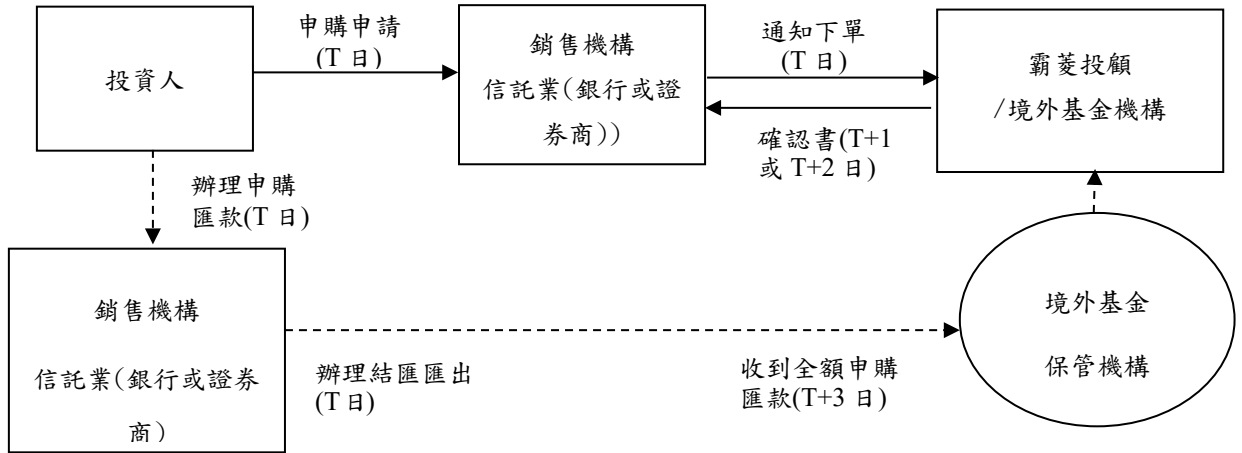 投資人
申購申請
(T 日)
銷售機構
信託業(銀行或證
券商))
通知下單
(T 日)
確認書(T+1
或 T+2 日)
霸菱投顧
/境外基金機構
辦理申購
匯款(T 日)
銷售機構
信託業(銀行或證券
商)
辦理結匯匯出
(T 日)
收到全額申購
匯款(T+3 日)
境外基金
保管機構